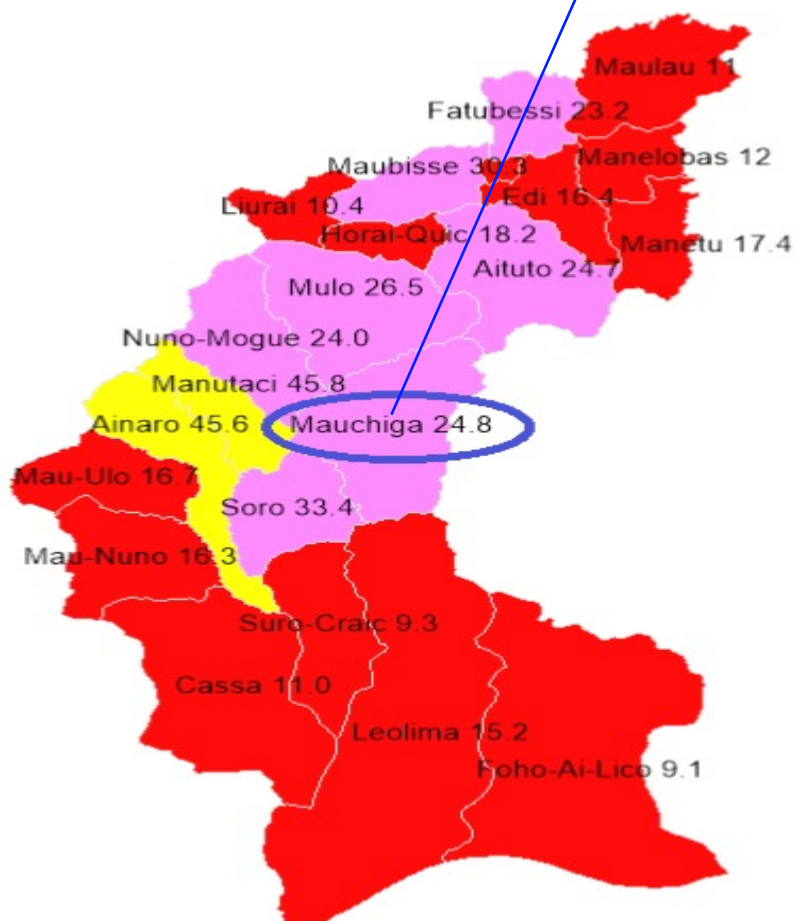 Maulau 11
Fatubessi 23.2
Manelobas 12
Maubisse 30.3
Edi 16.4
Liurai 10.4
Horai-Quic 18.2
Manetu 17.4
Aituto 24.7
Mulo 26.5
Nuno-Mogue 24.0
Manutaci 45.8
Ainaro 45.6
Mauchiga 24.8
Mau-Ulo 16.7
Soro 33.4
Mau-Nuno 16.3
Suro-Craic 9.3
Cassa 11.0
Leolima 15.2
Foho-Ai-Lico 9.1